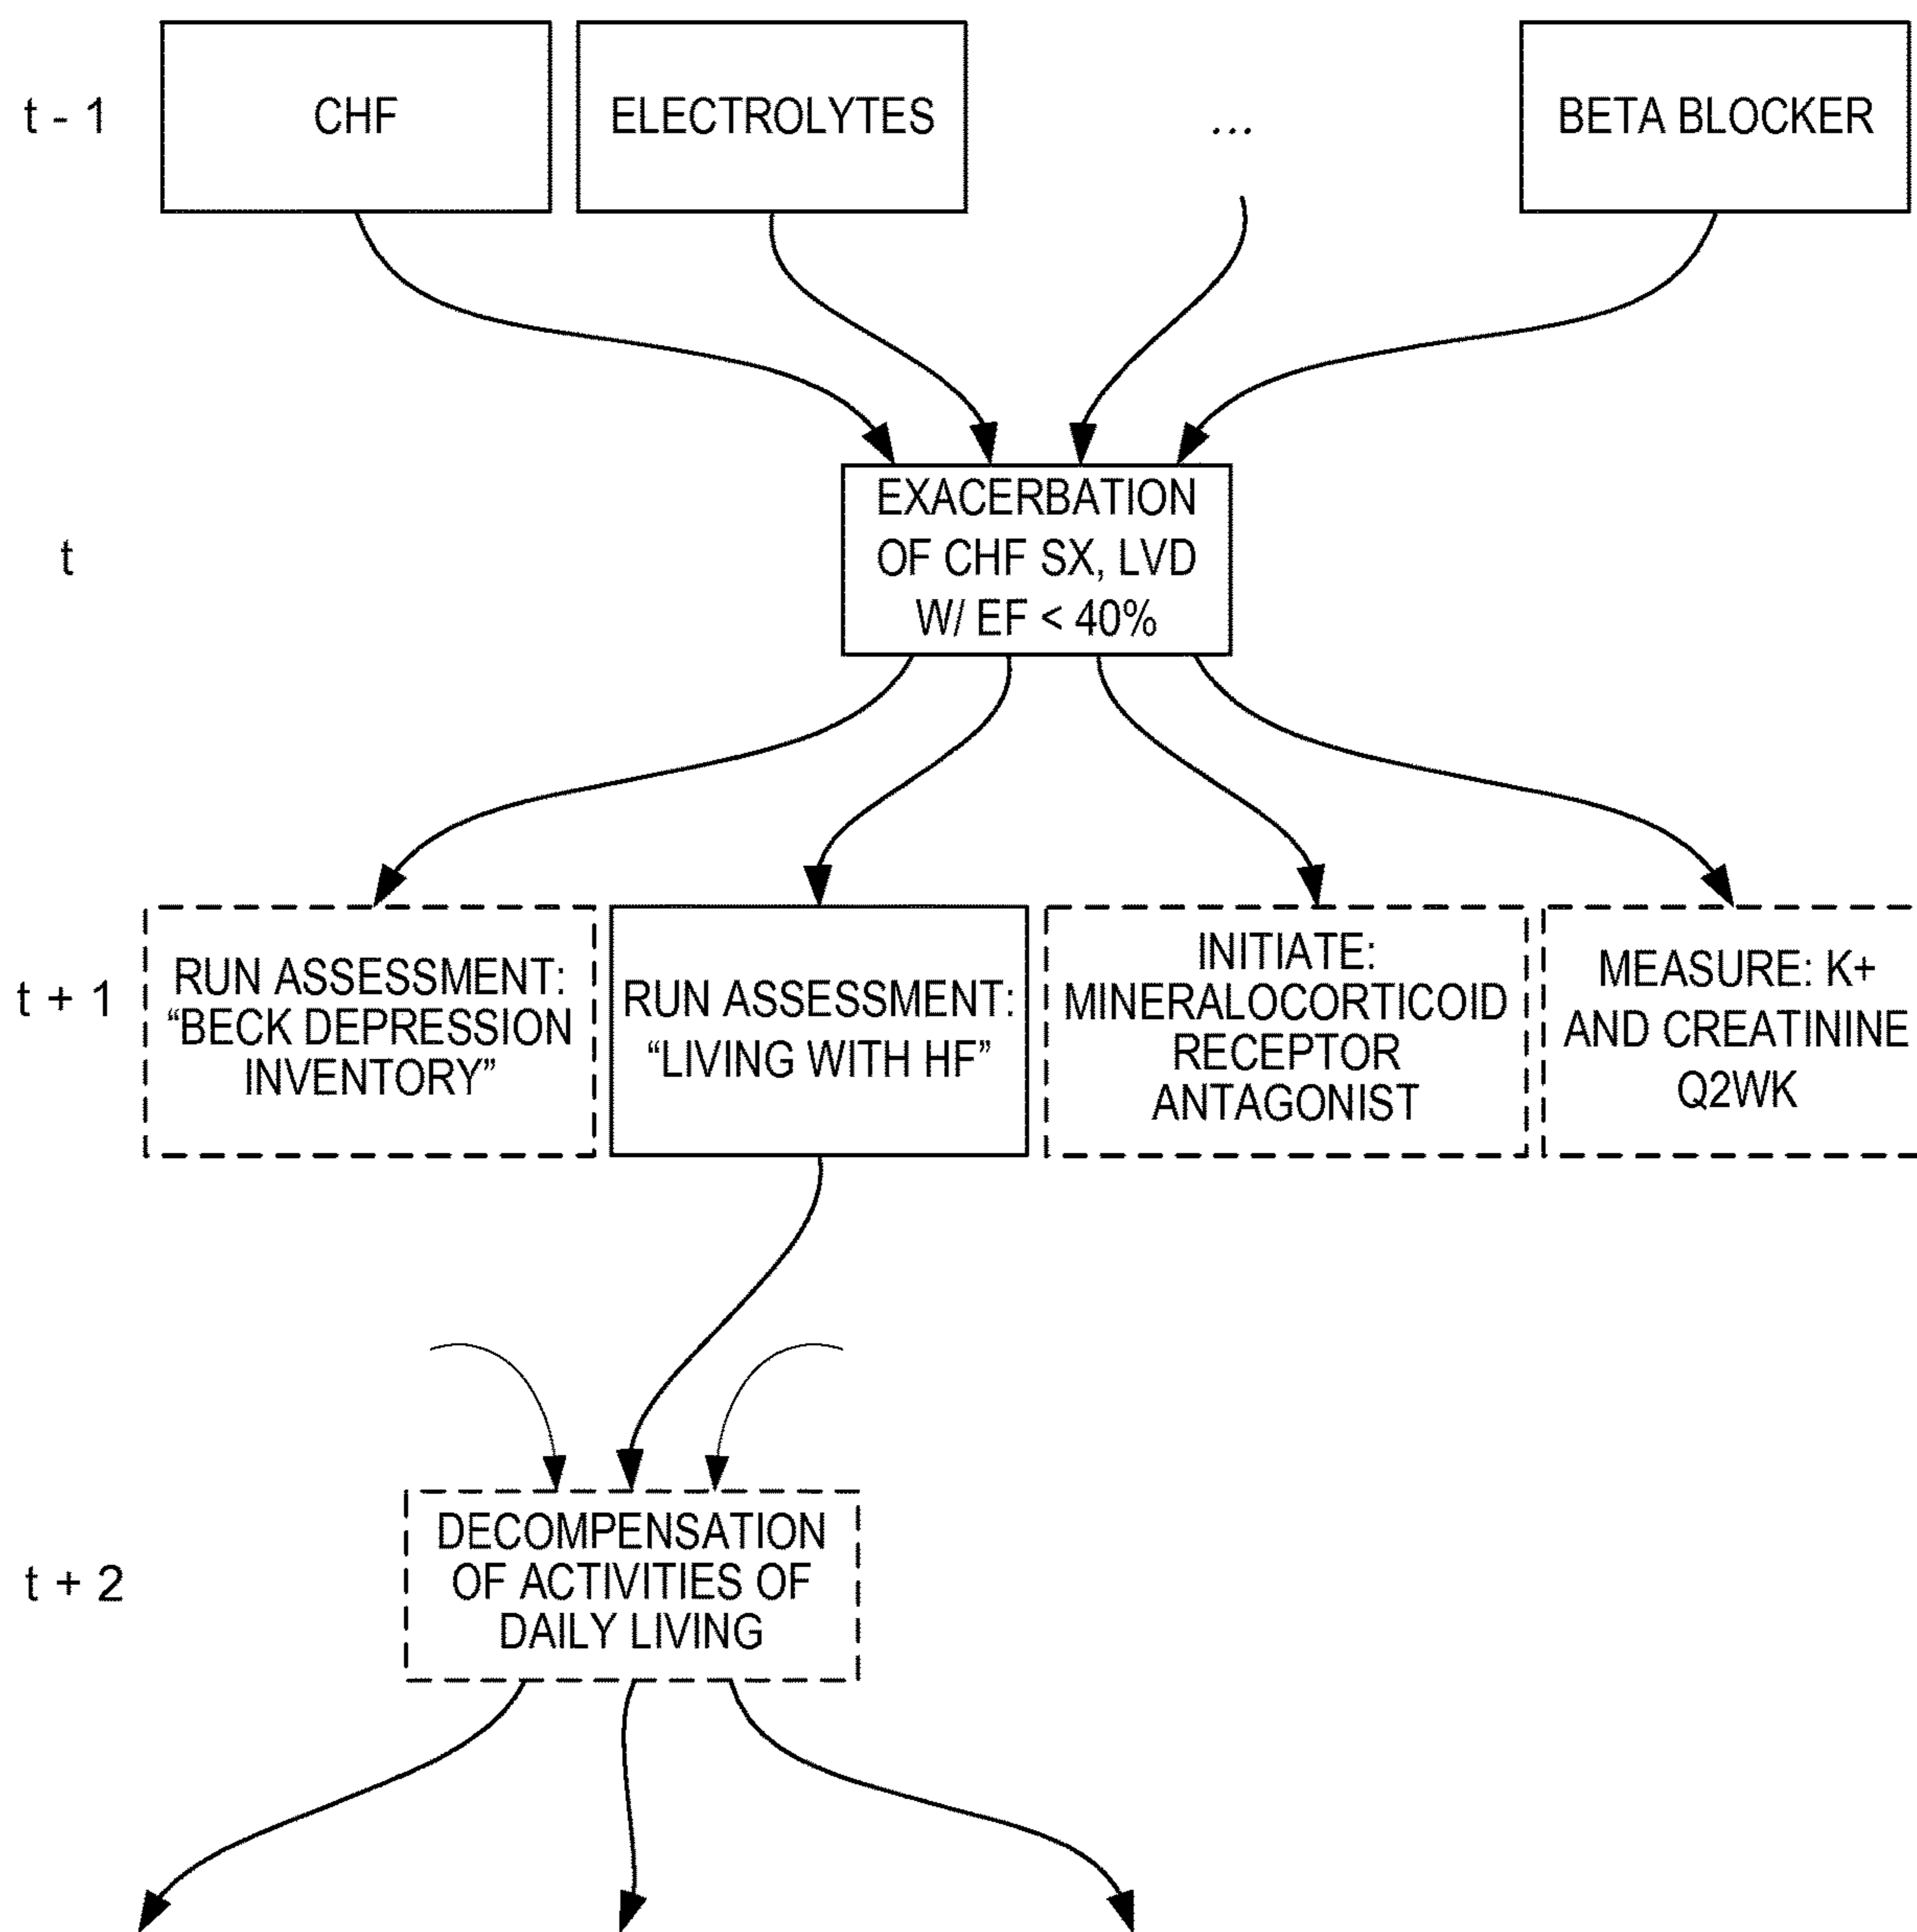 t - 1
CHF
ELECTROLYTES
...
BETA BLOCKER
t
EXACERBATION
OF CHF SX, LVD
W/ EF < 40%
t + 1
RUN ASSESSMENT:
“BECK DEPRESSION
INVENTORY”
RUN ASSESSMENT:
“LIVING WITH HF”
INITIATE:
MINERALOCORTICOID
RECEPTOR
ANTAGONIST
MEASURE: K+
AND CREATININE
Q2WK
t + 2
DECOMPENSATION
OF ACTIVITIES OF
DAILY LIVING